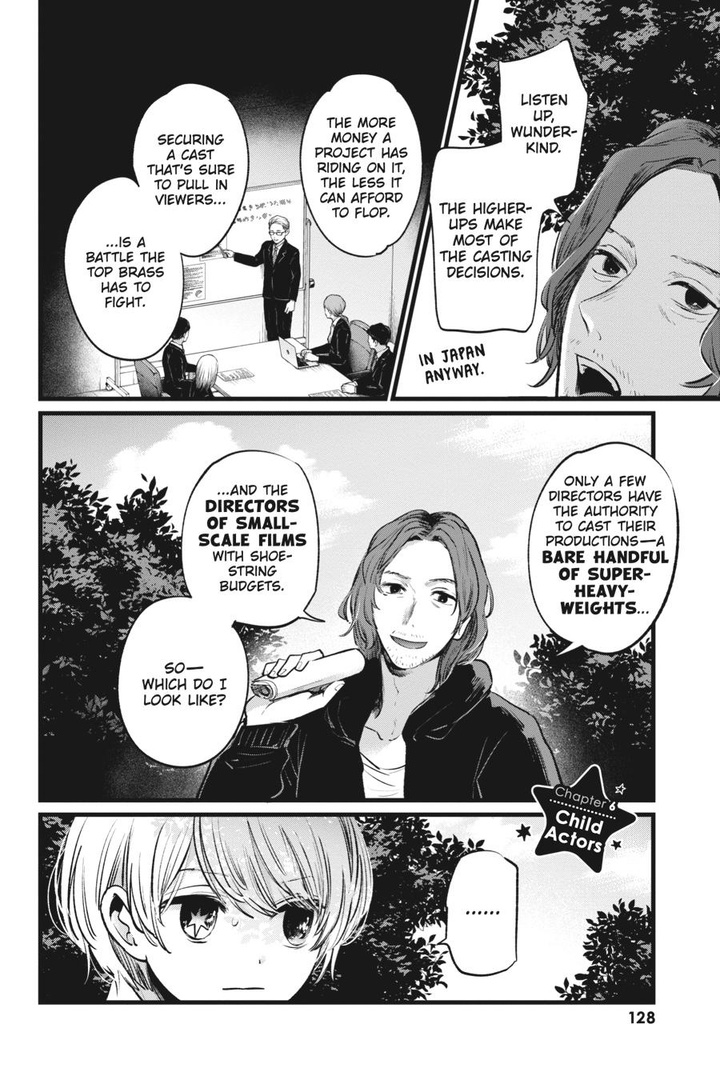 LISTEN
UP,
WUNDER-
KIND.
THE HIGHER-
UPS MAKE
MOST OF
THE CASTING
DECISIONS.
IN JAPAN
ANYWAY.
THE MORE
MONEY A
PROJECT HAS
RIDING ON IT,
THE LESS IT
CAN AFFORD
TO FLOP.
SECURING
A CAST
THAT'S SURE
TO PULL IN
VIEWERS...
...IS A
BATTLE THE
TOP BRASS
HAS TO
FIGHT.
ONLY A FEW
DIRECTORS HAVE
THE AUTHORITY
TO CAST THEIR
PRODUCTIONS—A
BARE HANDFUL
OF SUPER-
HEAVY-
WEIGHTS...
...AND THE
DIRECTORS
OF SMALL-
SCALE FILMS
WITH SHOE-
STRING
BUDGETS.
SO—
WHICH DO I
LOOK LIKE?
Chapter 6
Child
Actors
......
128